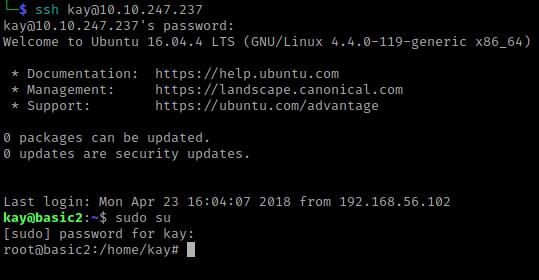 └─$ ssh kay@10.10.247.237
kay@10.10.247.237's password:
Welcome to Ubuntu 16.04.4 LTS (GNU/Linux 4.4.0-119-generic x86_64)
* Documentation:  https://help.ubuntu.com
* Management:     https://landscape.canonical.com
* Support:        https://ubuntu.com/advantage
0 packages can be updated.
0 updates are security updates.
Last login: Mon Apr 23 16:04:07 2018 from 192.168.56.102
kay@basic2:~$ sudo su
[sudo] password for kay:
root@basic2:/home/kay#